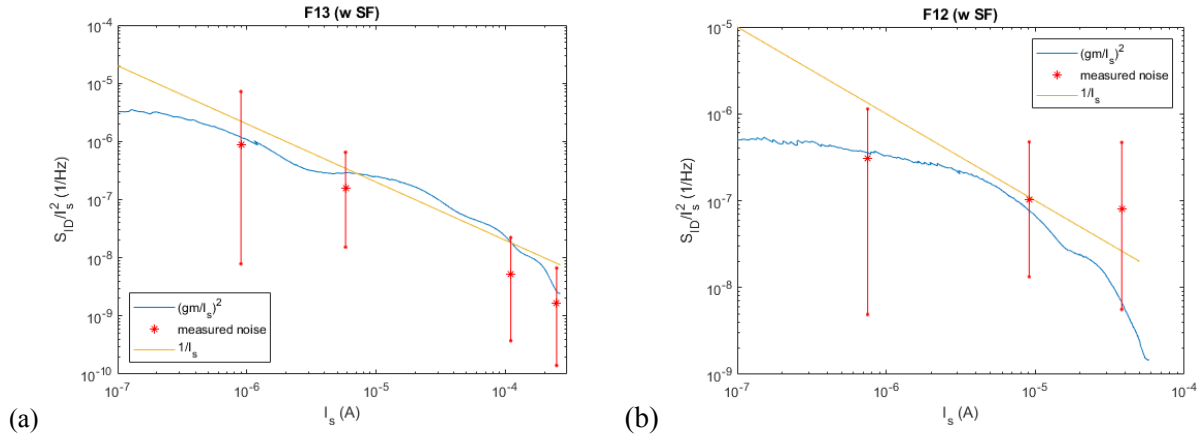 F13 (w SF)
10^-4
10^-5
10^-6
10^-7
10^-8
10^-9
10^-10
S_ID/I_s^2 (1/Hz)
(gm/I_s)^2
measured noise
1/I_s
10^-7
10^-6
10^-5
10^-4
I_s (A)
(a)
F12 (w SF)
10^-5
10^-6
10^-7
10^-8
10^-9
S_ID/I_s^2 (1/Hz)
(gm/I_s)^2
measured noise
1/I_s
10^-7
10^-6
10^-5
10^-4
I_s (A)
(b)